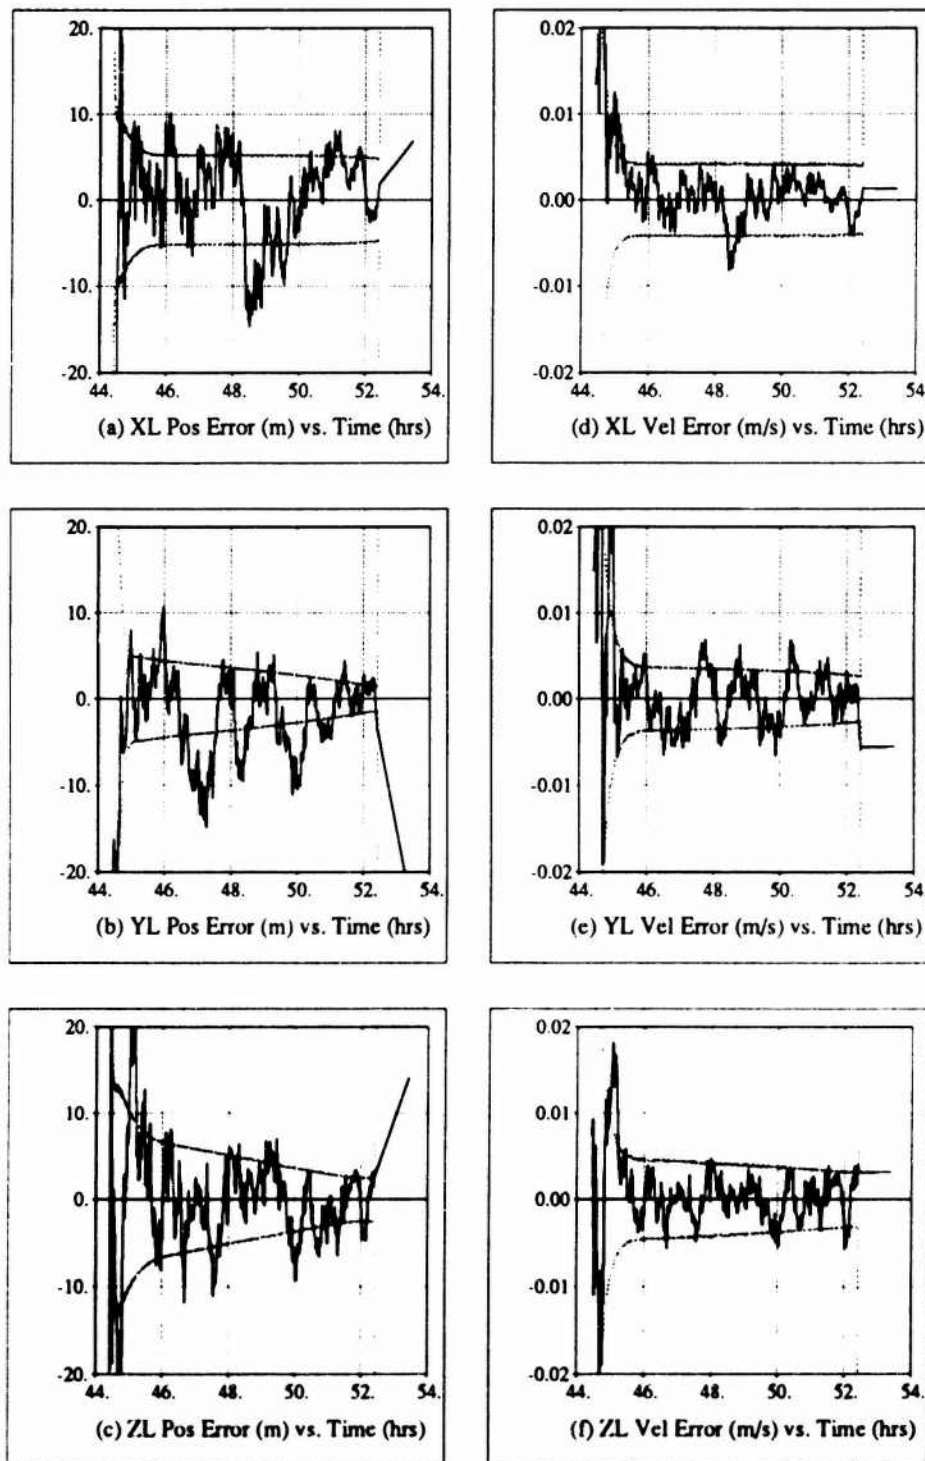 20.
10.
0.
-10.
-20.
44. 46. 48. 50. 52. 54.
(a) XL Pos Error (m) vs. Time (hrs)
0.02
0.01
0.00
-0.01
-0.02
44. 46. 48. 50. 52. 54.
(d) XL Vel Error (m/s) vs. Time (hrs)
20.
10.
0.
-10.
-20.
44. 46. 48. 50. 52. 54.
(b) YL Pos Error (m) vs. Time (hrs)
0.02
0.01
0.00
-0.01
-0.02
44. 46. 48. 50. 52. 54.
(e) YL Vel Error (m/s) vs. Time (hrs)
20.
10.
0.
-10.
-20.
44. 46. 48. 50. 52. 54.
(c) ZL Pos Error (m) vs. Time (hrs)
0.02
0.01
0.00
-0.01
-0.02
44. 46. 48. 50. 52. 54.
(f) ZL Vel Error (m/s) vs. Time (hrs)